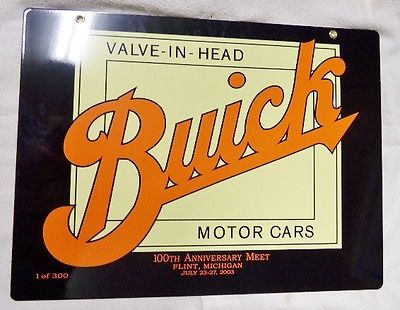 VALVE-IN-HEAD
Buick
MOTOR CARS
100TH ANNIVERSARY MEET
FLINT, MICHIGAN
JULY 23-27, 2003
1 of 300